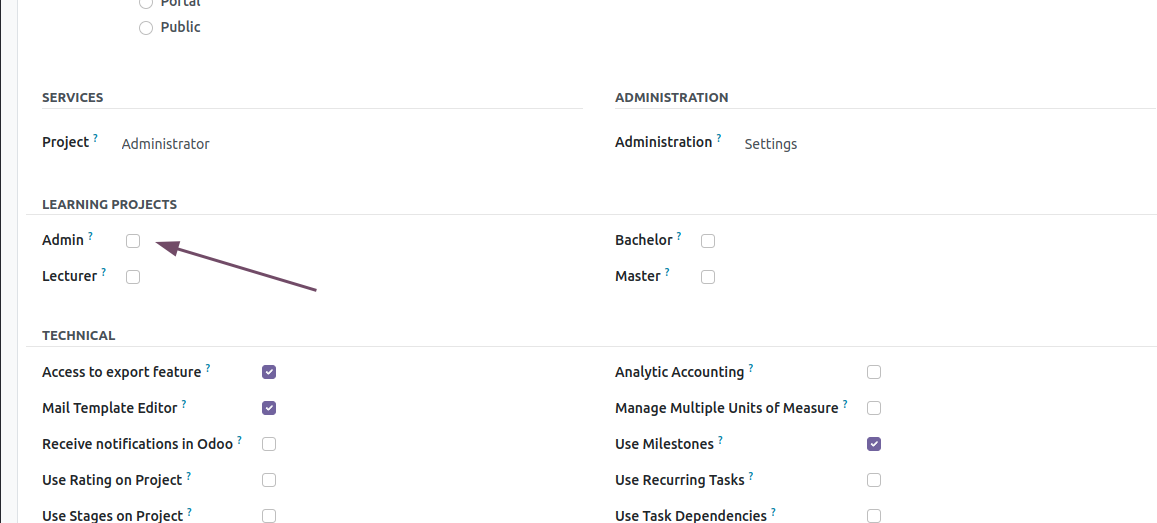 Portal
Public
SERVICES
ADMINISTRATION
Project ? Administrator
Administration ? Settings
LEARNING PROJECTS
Admin ?
Bachelor ?
Lecturer ?
Master ?
TECHNICAL
Access to export feature ?
Analytic Accounting ?
Mail Template Editor ?
Manage Multiple Units of Measure ?
Receive notifications in Odoo ?
Use Milestones ?
Use Rating on Project ?
Use Recurring Tasks ?
Use Stages on Project ?
Use Task Dependencies ?